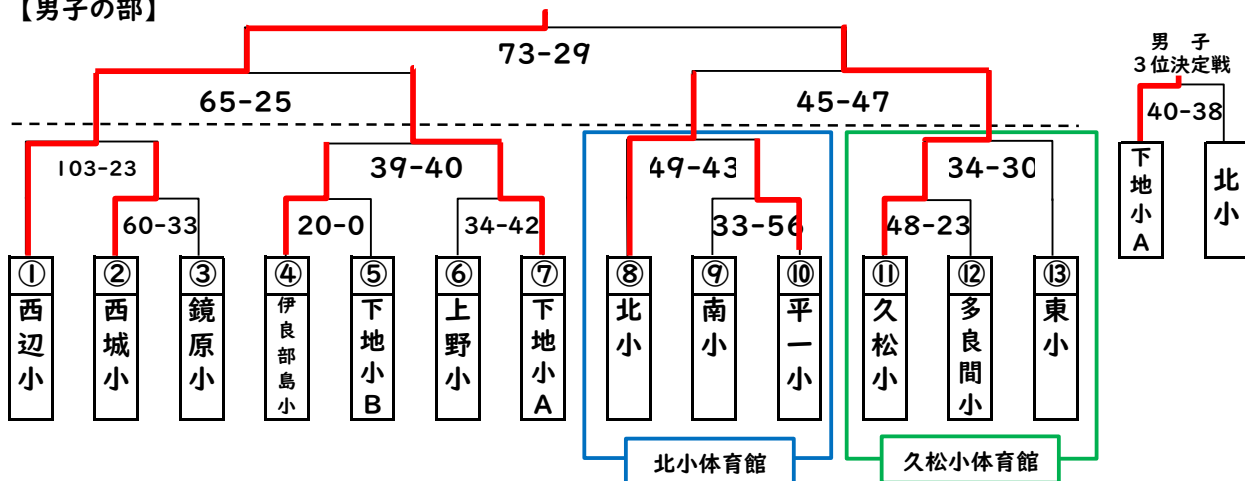 【男子の部】
73-29
男 子
3位決定戦
65-25
45-47
40-38
103-23
39-40
49-43
34-30
60-33
20-0
34-42
33-56
48-23
下地小A
北小
① 西辺小
② 西城小
③ 鏡原小
④ 伊良部島小
⑤ 下地小B
⑥ 上野小
⑦ 下地小A
⑧ 北小
⑨ 南小
⑩ 平一小
⑪ 久松小
⑫ 多良間小
⑬ 東小
北小体育館
久松小体育館